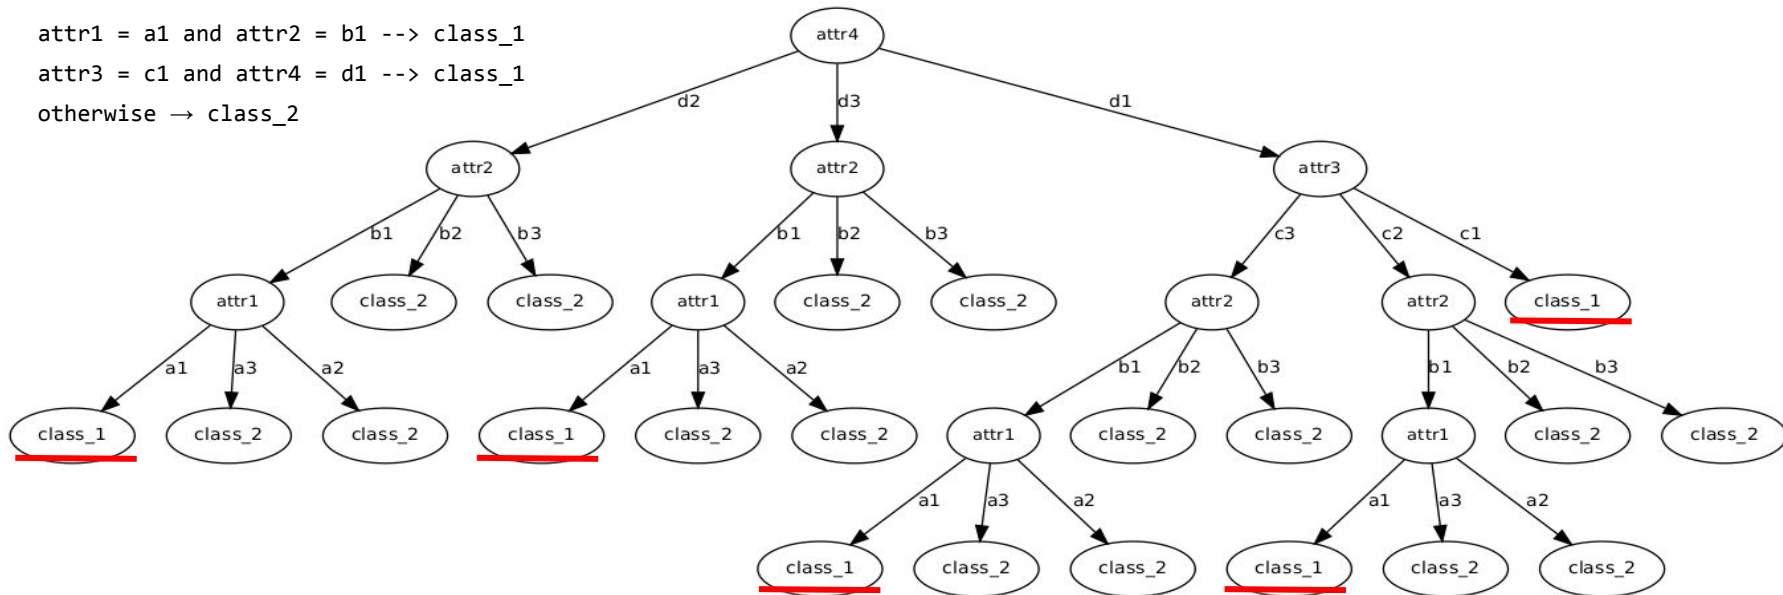 attr1 = a1 and attr2 = b1 --> class_1
attr3 = c1 and attr4 = d1 --> class_1
otherwise → class_2
attr4
d2 d3 d1
attr2 attr2 attr3
b1 b2 b3 b1 b2 b3 c3 c2 c1
attr1 class_2 class_2 attr1 class_2 class_2 attr2 attr2 class_1
a1 a3 a2 a1 a3 a2 b1 b2 b3 b1 b2 b3
class_1 class_2 class_2 class_1 class_2 class_2 attr1 class_2 class_2 attr1 class_2 class_2
a1 a3 a2 a1 a3 a2
class_1 class_2 class_2 class_1 class_2 class_2